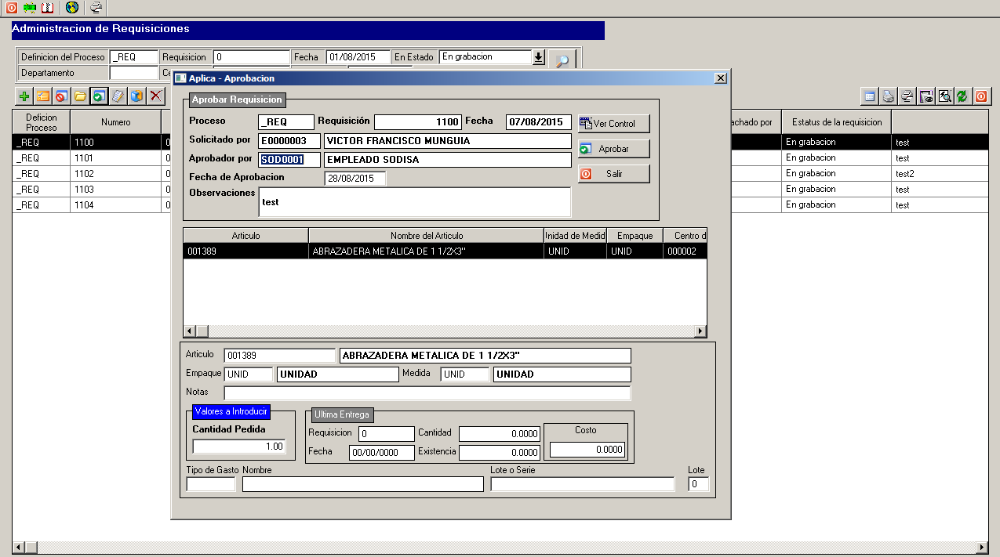 Administracion de Requisiciones
Definicion del Proceso _REQ Requisicion 0 Fecha 01/08/2015 En Estado En grabacion
Departamento
Aplica - Aprobacion
Aprobar Requisicion
Proceso _REQ Requisición 1100 Fecha 07/08/2015 Ver Control
Solicitado por E0000003 VICTOR FRANCISCO MUNGUIA
Aprobador por SOD0001 EMPLEADO SODISA Aprobar
Fecha de Aprobacion 28/08/2015 Salir
Observaciones test
Deficion Proceso Numero achado por Estatus de la requisicion
_REQ 1100 En grabacion test
_REQ 1101 En grabacion test
_REQ 1102 En grabacion test2
_REQ 1103 En grabacion test
_REQ 1104 En grabacion test
Articulo Nombre del Articulo Inidad de Medid Empaque Centro d
001389 ABRAZADERA METALICA DE 1 1/2X3" UNID UNID 000002
Articulo 001389 ABRAZADERA METALICA DE 1 1/2X3"
Empaque UNID UNIDAD Medida UNID UNIDAD
Notas
Valores a Introducir
Cantidad Pedida
1.00
Ultima Entrega
Requisicion 0 Cantidad 0.0000 Costo
Fecha 00/00/0000 Existencia 0.0000 0.0000
Tipo de Gasto Nombre Lote o Serie Lote
0